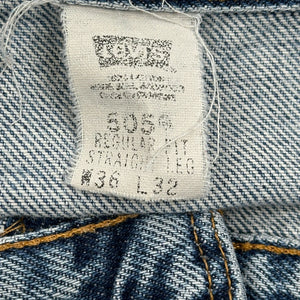 LEVI'S
505®
REGULAR FIT
STRAIGHT LEG
W36 L32